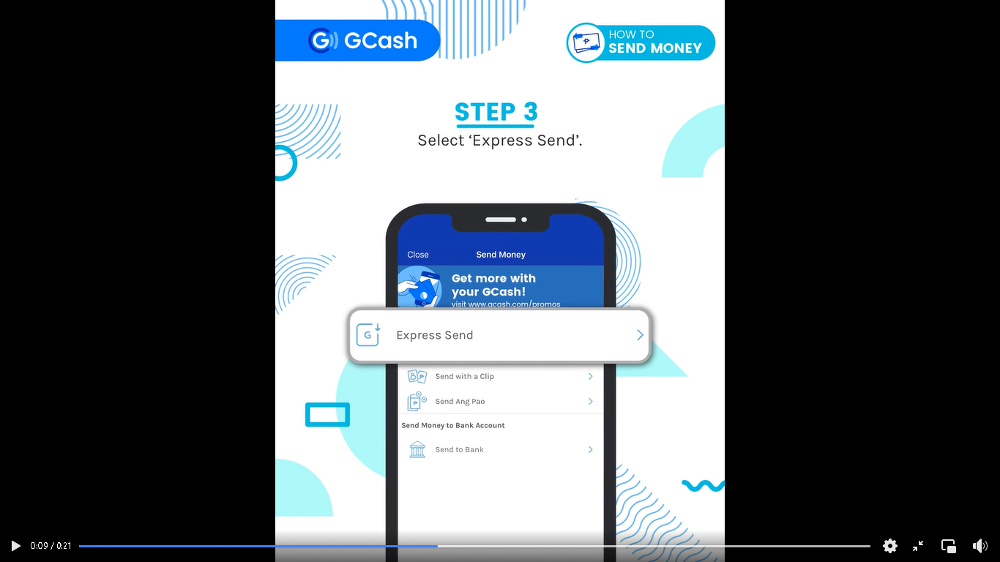 GCash
HOW TO
SEND MONEY
STEP 3
Select ‘Express Send’.
Close
Send Money
Get more with
your GCash!
visit www.gcash.com/promos
G
Express Send
Send with a Clip
Send Ang Pao
Send Money to Bank Account
Send to Bank
0:09 / 0:21